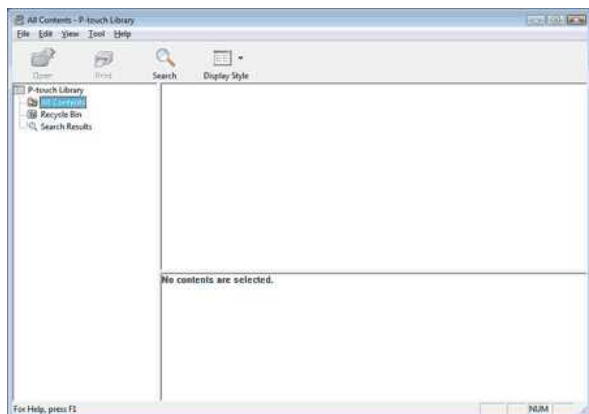 All Contents - P-touch Library
File Edit View Tool Help
Open Print Search Display Style
P-touch Library
All Contents
Recycle Bin
Search Results
No contents are selected.
For Help, press F1
NUM